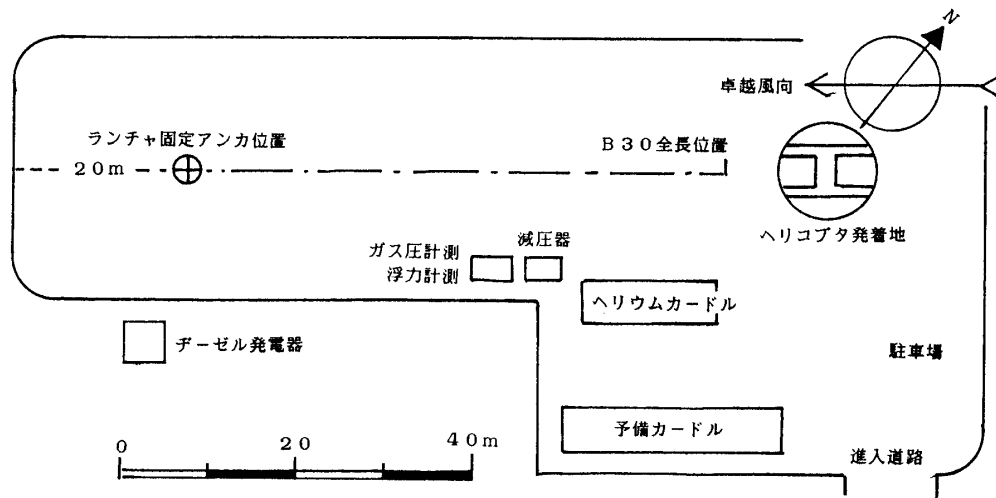 N
卓越風向
ランチャ固定アンカ位置
B30全長位置
20m
ヘリコプタ発着地
ガス圧計測
浮力計測
減圧器
ヘリウムカードル
ヂーゼル発電器
駐車場
予備カードル
進入道路
0 20 40m